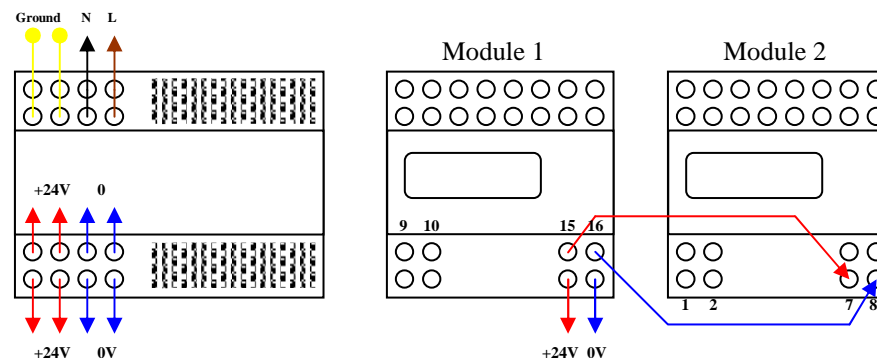 Ground N L
Module 1
Module 2
+24V 0
9 10 15 16
1 2 7 8
+24V 0V
+24V 0V